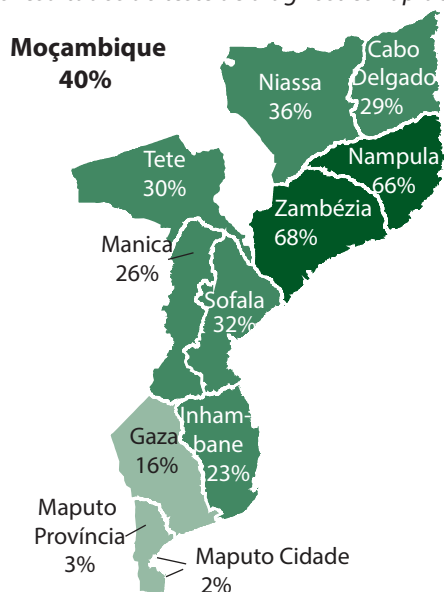 Moçambique
40%
Cabo
Delgado
29%
Niassa
36%
Nampula
66%
Tete
30%
Zambézia
68%
Manica
26%
Sofala
32%
Inham-
bane
23%
Gaza
16%
Maputo
Província
3%
Maputo Cidade
2%